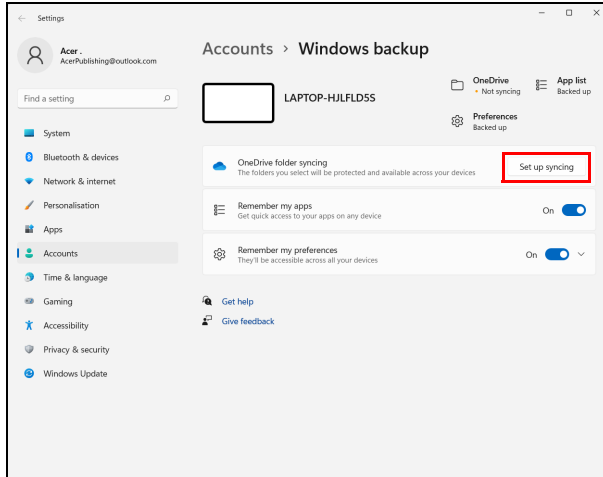 Settings
Acer .
AcerPublishing@outlook.com
Find a setting
System
Bluetooth & devices
Network & internet
Personalisation
Apps
Accounts
Time & language
Gaming
Accessibility
Privacy & security
Windows Update
Accounts > Windows backup
LAPTOP-HJLFLD5S
OneDrive
• Not syncing
App list
Backed up
Preferences
Backed up
OneDrive folder syncing
The folders you select will be protected and available across your devices
Set up syncing
Remember my apps
Get quick access to your apps on any device
On
Remember my preferences
They'll be accessible across all your devices
On
Get help
Give feedback